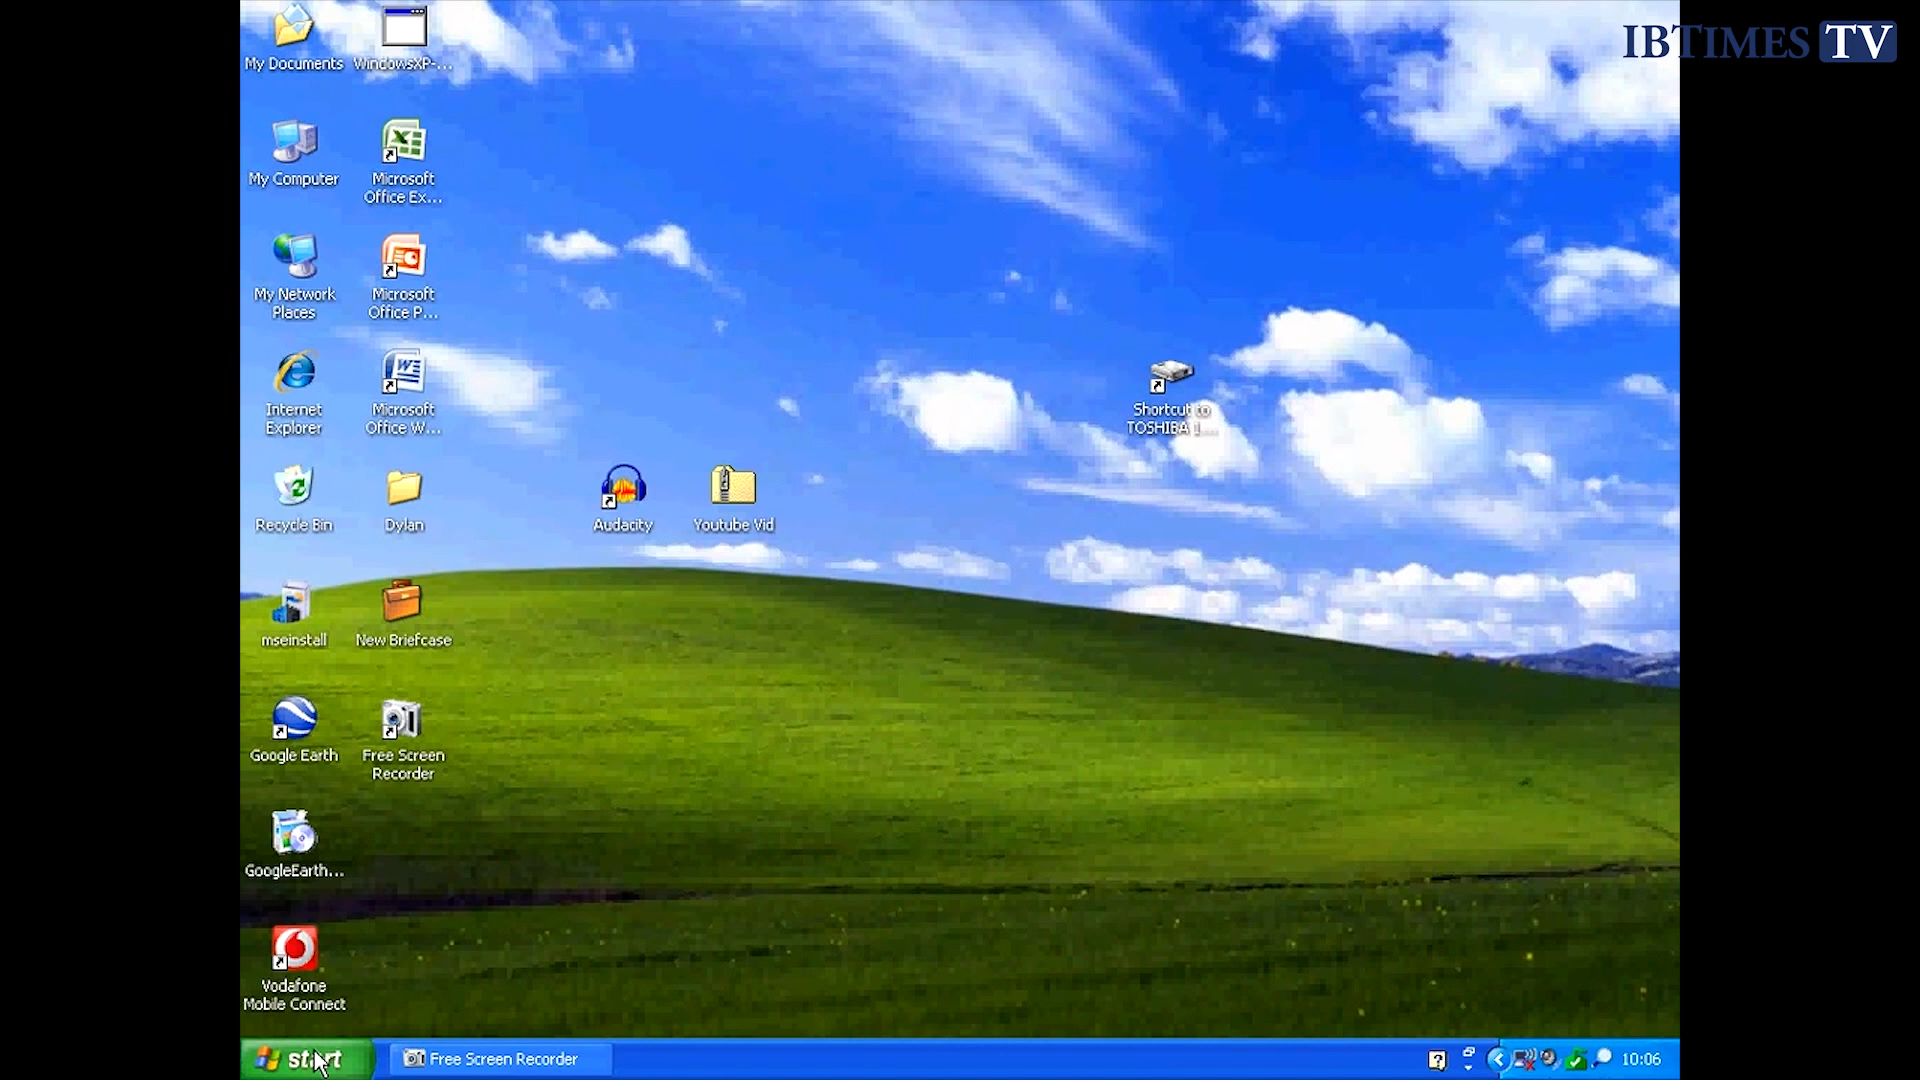 IBTIMES TV
My Documents
WindowsXP-...
My Computer
Microsoft
Office Ex...
My Network
Places
Microsoft
Office P...
Internet
Explorer
Microsoft
Office W...
Shortcut to
TOSHIBA 1...
Recycle Bin
Dylan
Audacity
Youtube Vid
mseinstall
New Briefcase
Google Earth
Free Screen
Recorder
GoogleEarth...
Vodafone
Mobile Connect
start
Free Screen Recorder
10:06